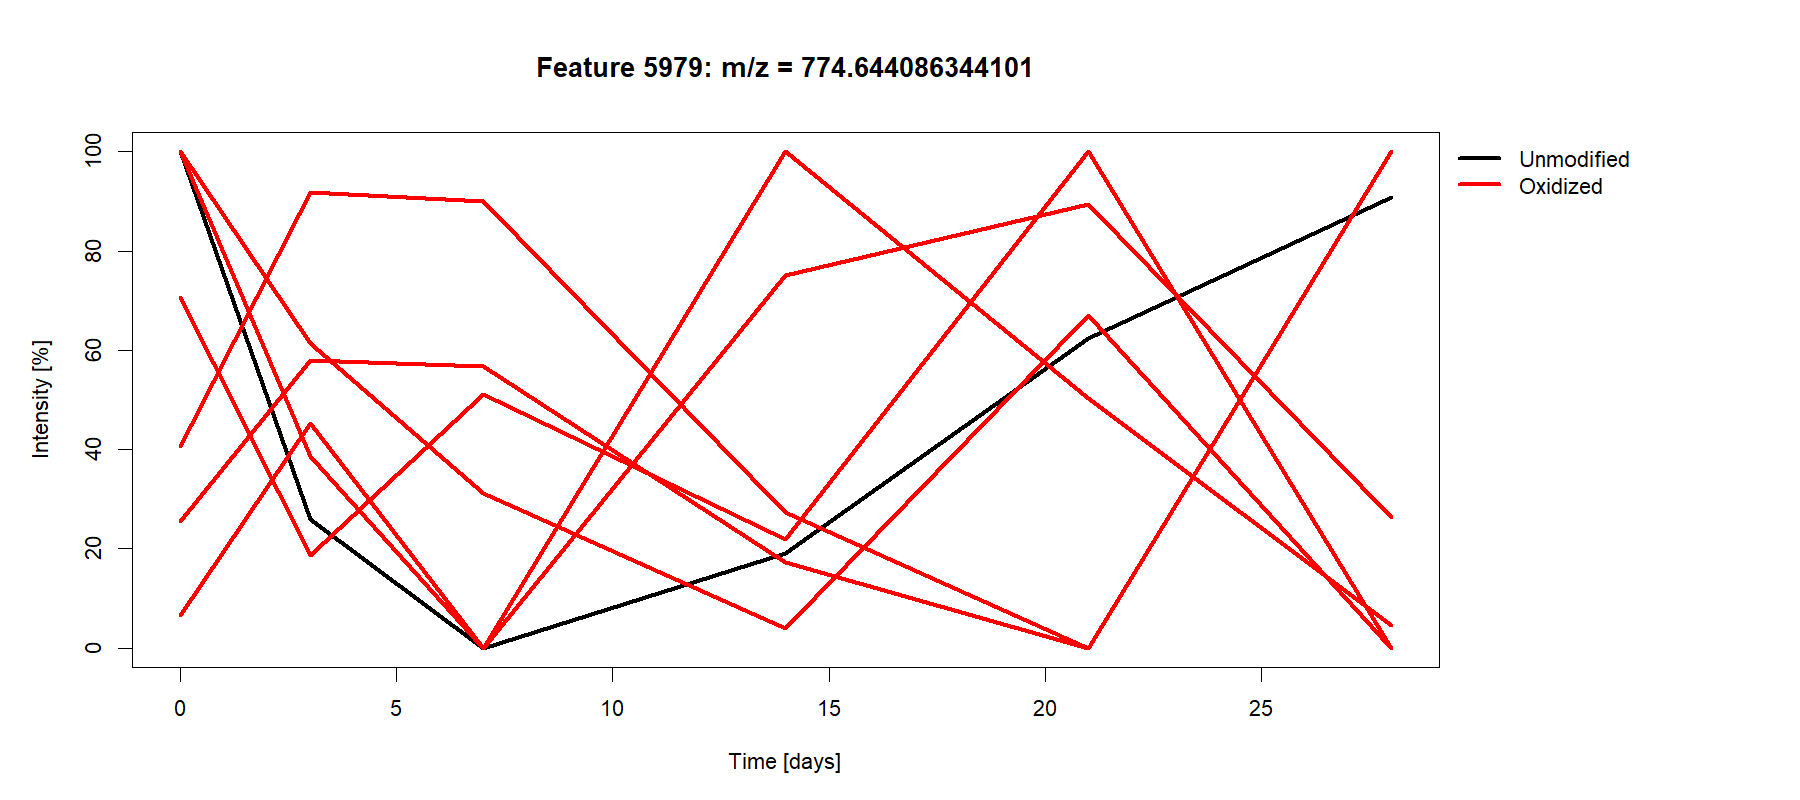 Feature 5979: m/z = 774.644086344101
Unmodified
Oxidized
Intensity [%]
100
80
60
40
20
0
0 5 10 15 20 25
Time [days]